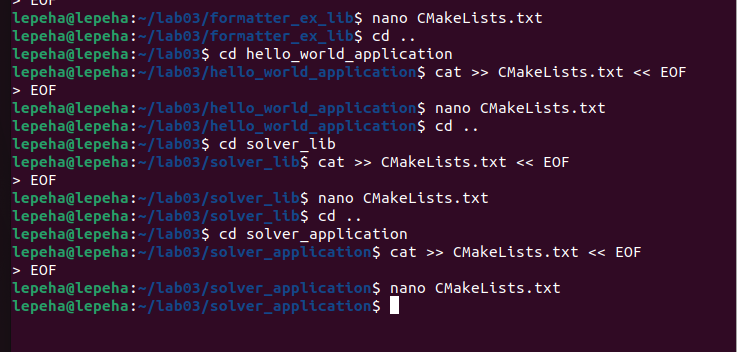 > EOF
lepeha@lepeha:~/lab03/formatter_ex_lib$ nano CMakeLists.txt
lepeha@lepeha:~/lab03/formatter_ex_lib$ cd ..
lepeha@lepeha:~/lab03$ cd hello_world_application
lepeha@lepeha:~/lab03/hello_world_application$ cat >> CMakeLists.txt << EOF
> EOF
lepeha@lepeha:~/lab03/hello_world_application$ nano CMakeLists.txt
lepeha@lepeha:~/lab03/hello_world_application$ cd ..
lepeha@lepeha:~/lab03$ cd solver_lib
lepeha@lepeha:~/lab03/solver_lib$ cat >> CMakeLists.txt << EOF
> EOF
lepeha@lepeha:~/lab03/solver_lib$ nano CMakeLists.txt
lepeha@lepeha:~/lab03/solver_lib$ cd ..
lepeha@lepeha:~/lab03$ cd solver_application
lepeha@lepeha:~/lab03/solver_application$ cat >> CMakeLists.txt << EOF
> EOF
lepeha@lepeha:~/lab03/solver_application$ nano CMakeLists.txt
lepeha@lepeha:~/lab03/solver_application$